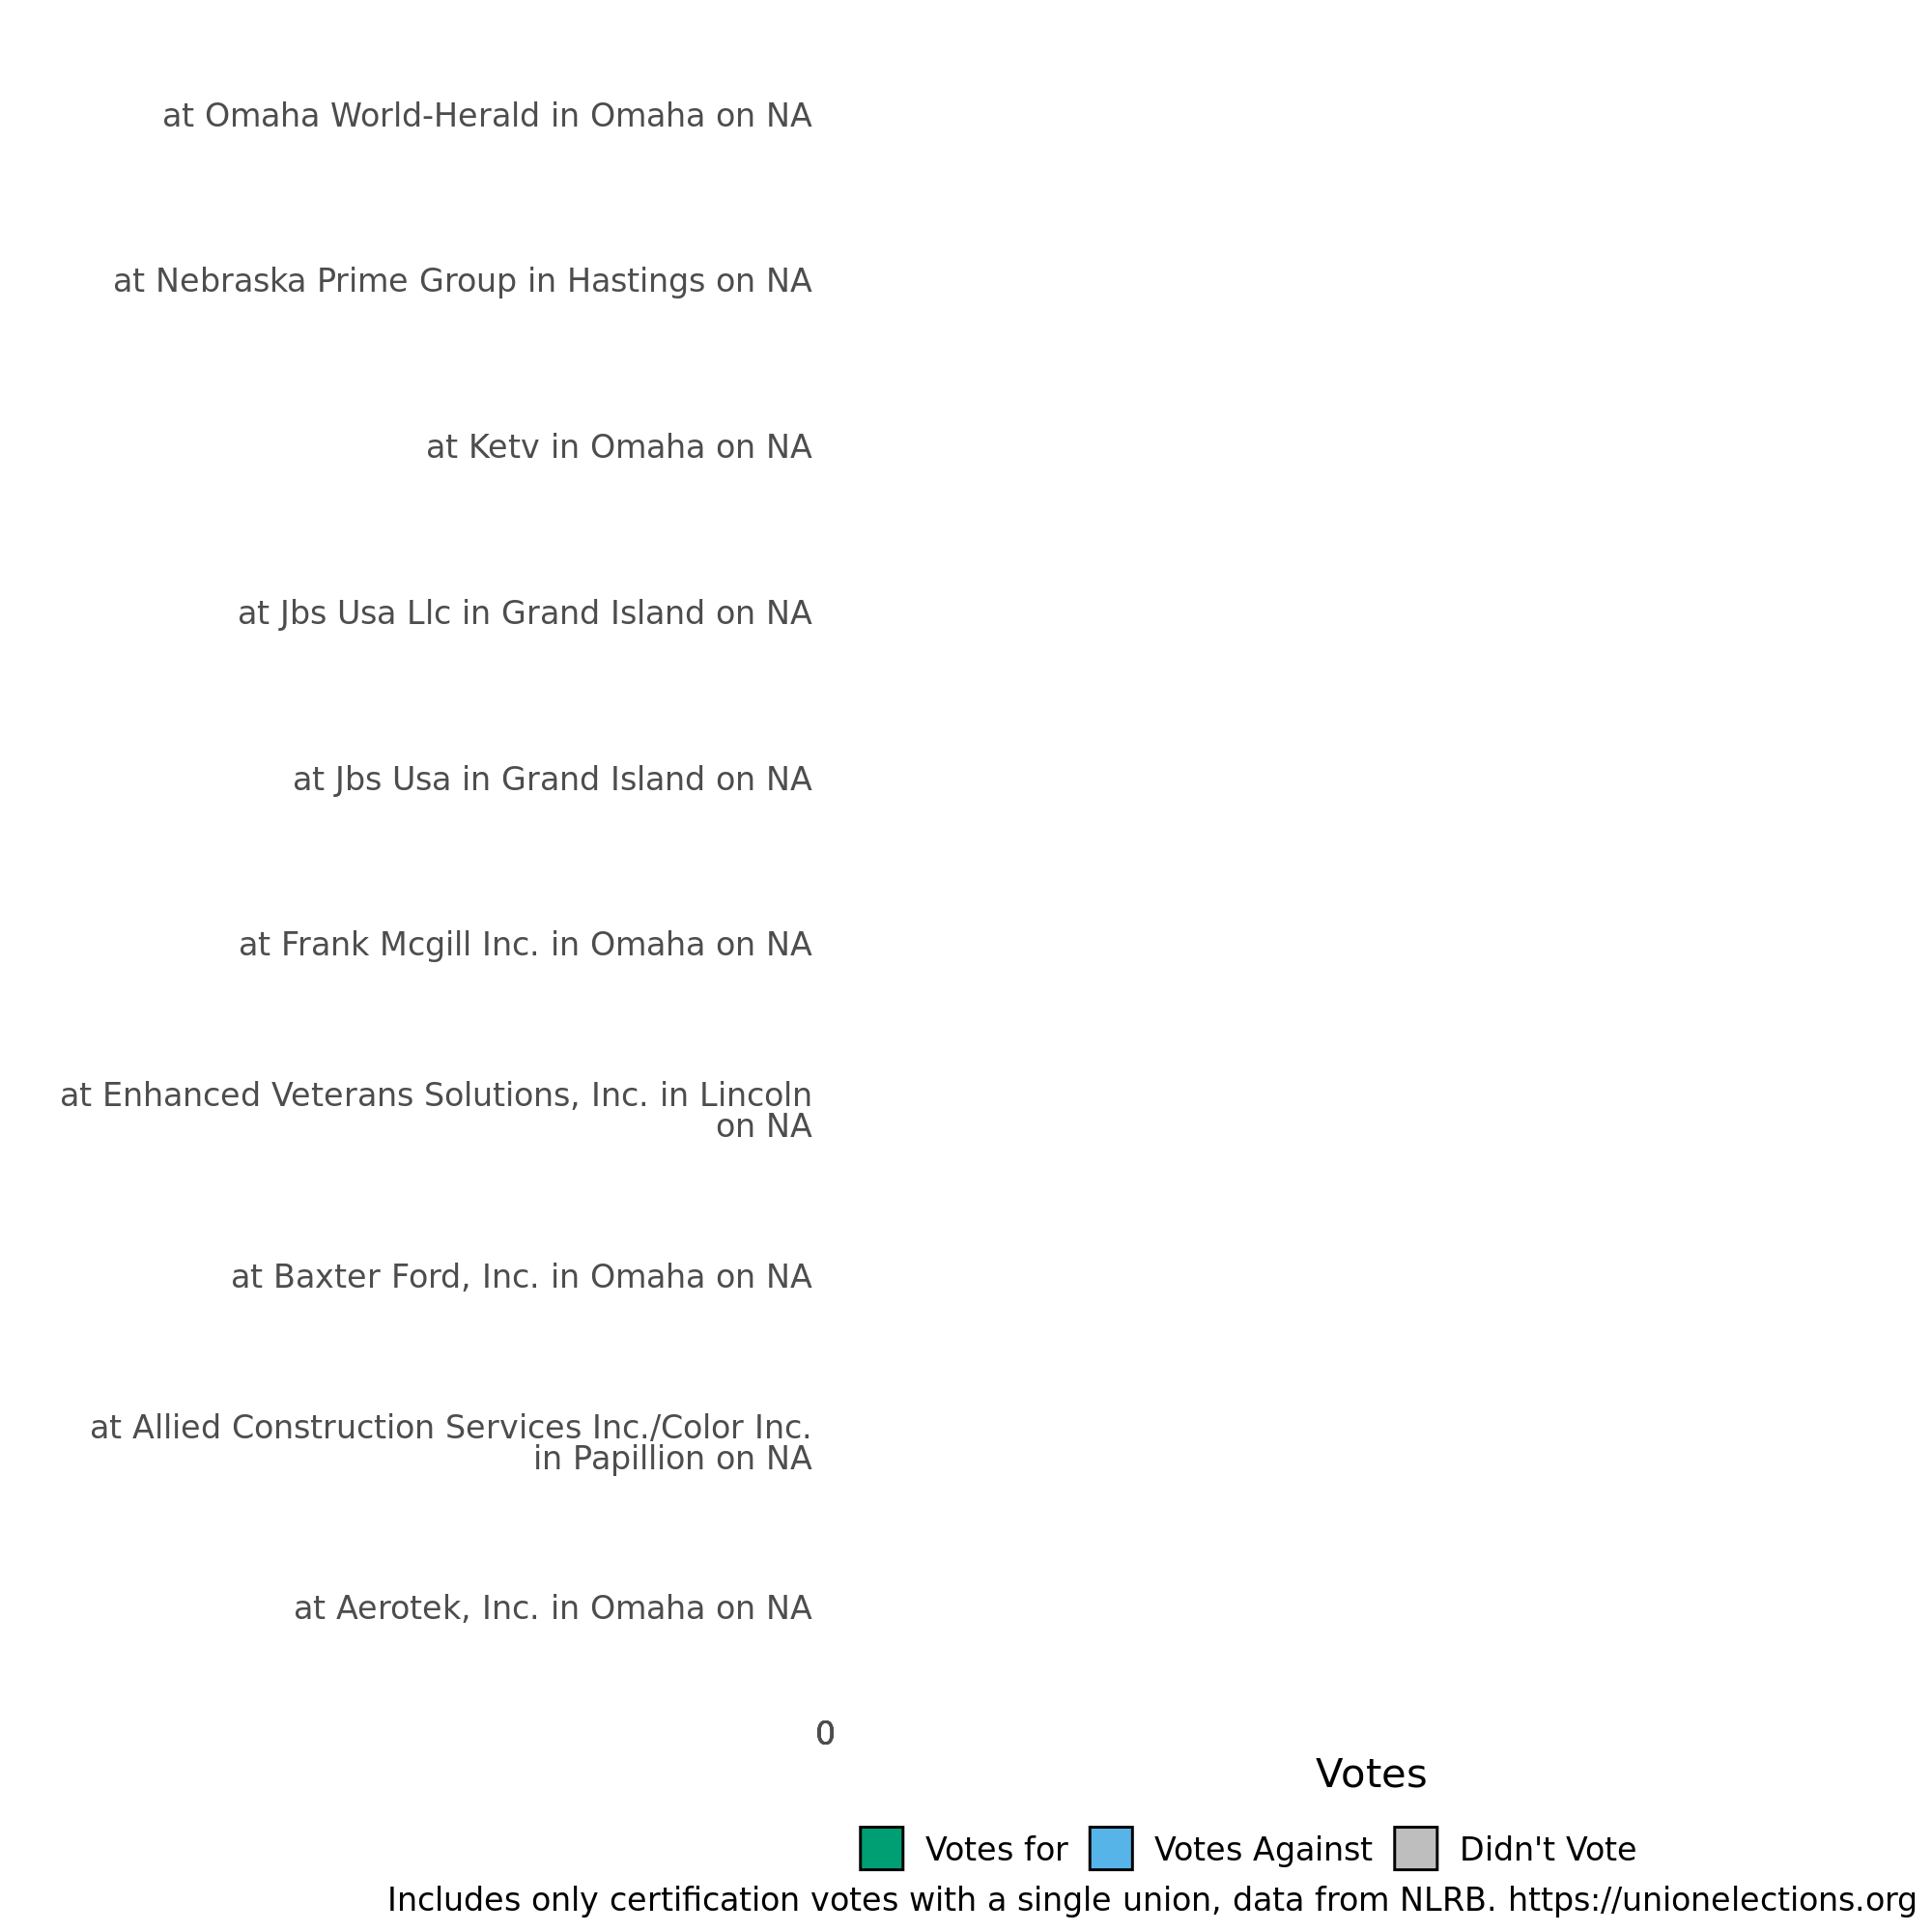 at Omaha World-Herald in Omaha on NA
at Nebraska Prime Group in Hastings on NA
at Ketv in Omaha on NA
at Jbs Usa Llc in Grand Island on NA
at Jbs Usa in Grand Island on NA
at Frank Mcgill Inc. in Omaha on NA
at Enhanced Veterans Solutions, Inc. in Lincoln
on NA
at Baxter Ford, Inc. in Omaha on NA
at Allied Construction Services Inc./Color Inc.
in Papillion on NA
at Aerotek, Inc. in Omaha on NA
0
Votes
Votes for Votes Against Didn't Vote
Includes only certification votes with a single union, data from NLRB. https://unionelections.org